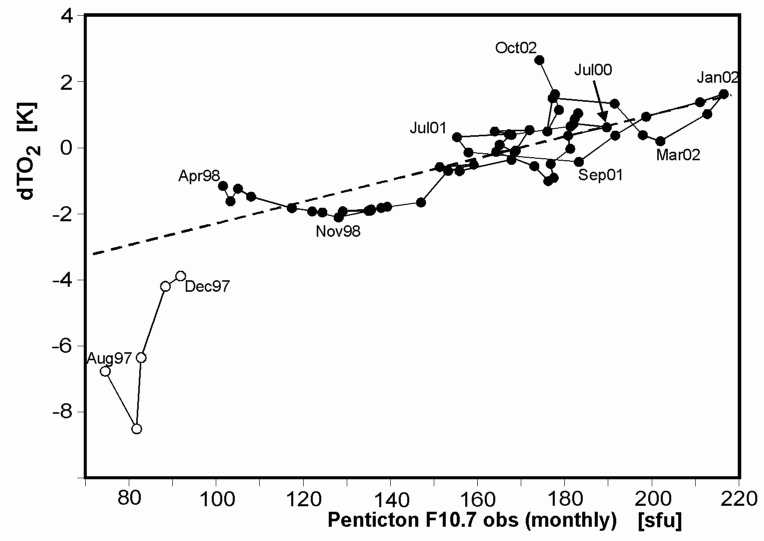 4
2
0
-2
-4
-6
-8
dTO2 [K]
Oct02
Jul00
Jan02
Jul01
Mar02
Apr98
Sep01
Nov98
Dec97
Aug97
80 100 120 140 160 180 200 220
Penticton F10.7 obs (monthly) [sfu]